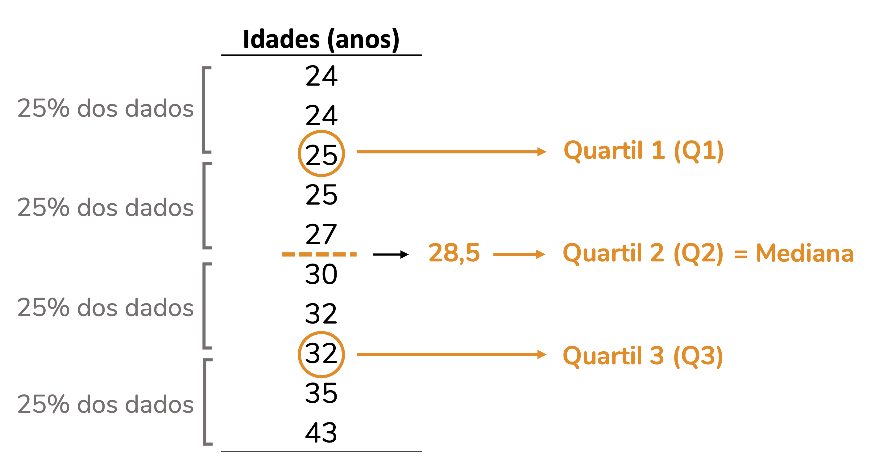 Idades (anos)
24
25% dos dados
24
25 Quartil 1 (Q1)
25
25% dos dados
27
28,5 Quartil 2 (Q2) = Mediana
30
25% dos dados
32
32 Quartil 3 (Q3)
35
25% dos dados
43